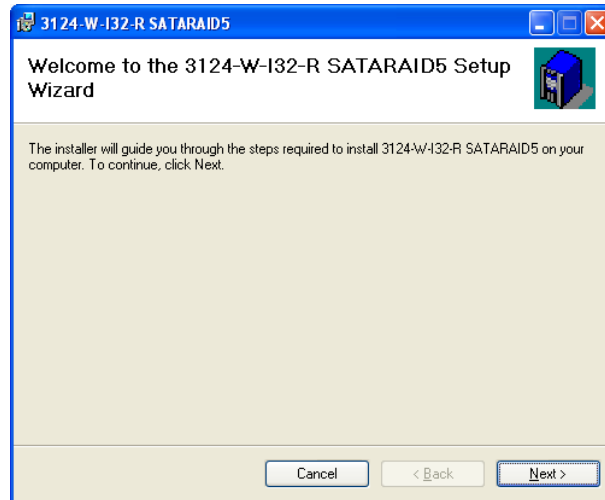 3124-W-I32-R SATARAID5
Welcome to the 3124-W-I32-R SATARAID5 Setup
Wizard
The installer will guide you through the steps required to install 3124-W-I32-R SATARAID5 on your
computer. To continue, click Next.
Cancel
< Back
Next >